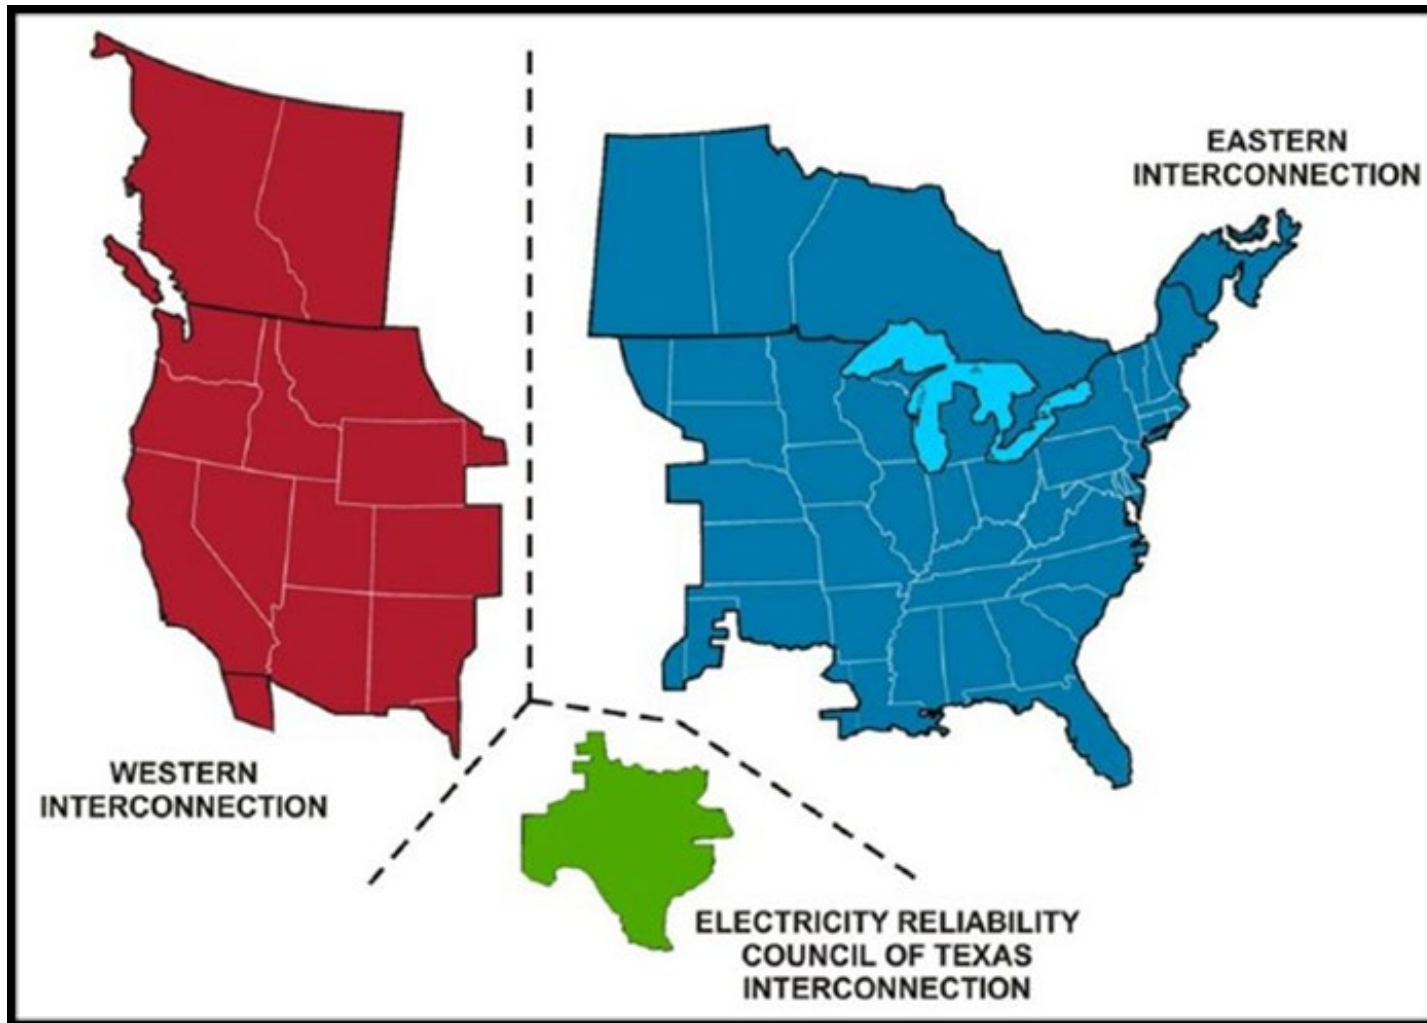 EASTERN
INTERCONNECTION
WESTERN
INTERCONNECTION
ELECTRICITY RELIABILITY
COUNCIL OF TEXAS
INTERCONNECTION